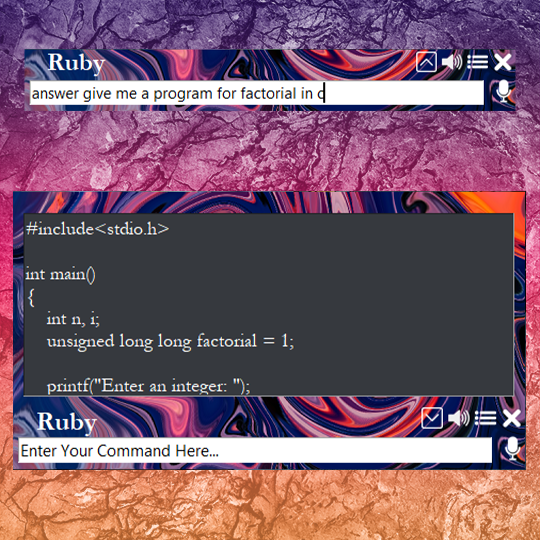 Ruby
answer give me a program for factorial in c
#include<stdio.h>
int main()
{
int n, i;
unsigned long long factorial = 1;
printf("Enter an integer: ");
Ruby
Enter Your Command Here...